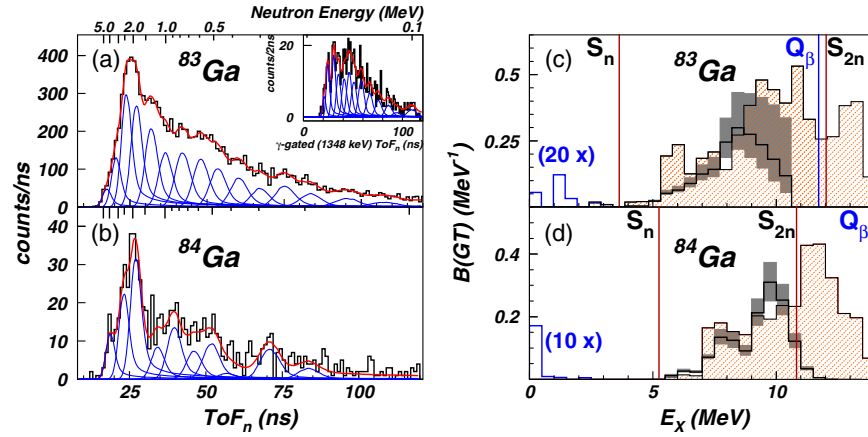 Neutron Energy (MeV)
5.0 2.0 1.0 0.5 0.1
(a) ⁸³Ga
400
300
200
100
0
counts/2ns
20
0
0 50 100
γ-gated (1348 keV) ToFₙ (ns)
counts/ns
(b) ⁸⁴Ga
40
30
20
10
0
25 50 75 100
ToFₙ (ns)
(c) Sₙ ⁸³Ga Qβ S₂ₙ
0.5
0.25
(20 x)
B(GT) (MeV⁻¹)
(d) Sₙ ⁸⁴Ga S₂ₙ Qβ
0.4
0.2
(10 x)
0 5 10
Eₓ (MeV)